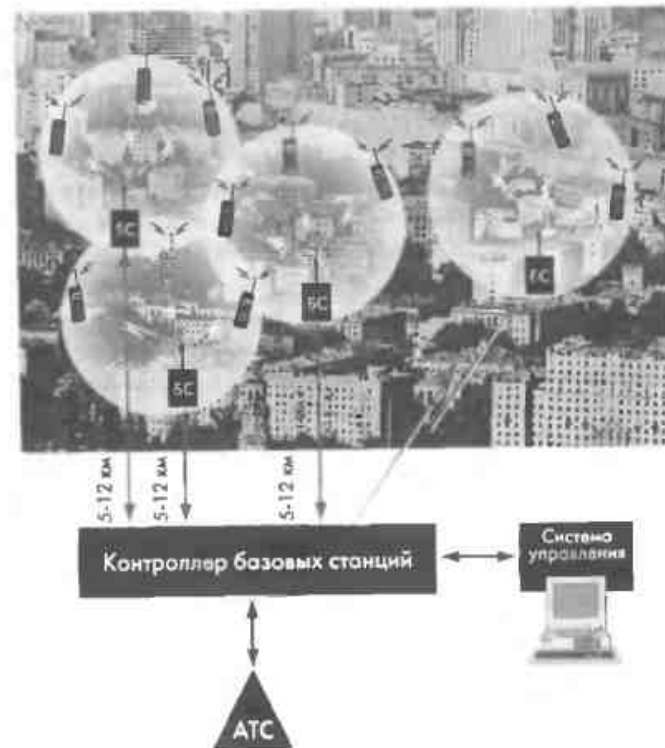 БС
БС
БС
БС
5-12 км
5-12 км
5-12 км
Контроллер базовых станций
Система
управления
АТС